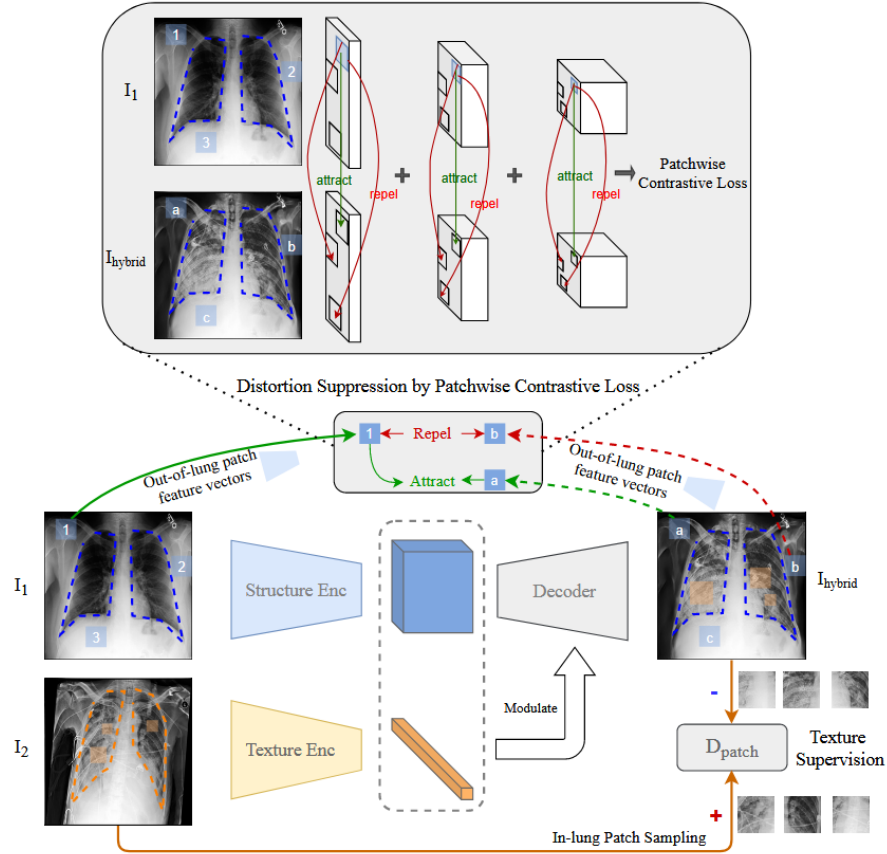 1
2
I1
3
attract
repel
+
attract
repel
+
attract
repel
Patchwise
Contrastive Loss
a
b
Ihybrid
c
Distortion Suppression by Patchwise Contrastive Loss
1
Repel
b
Attract
a
Out-of-lung patch
feature vectors
Out-of-lung patch
feature vectors
1
2
I1
3
Structure Enc
Decoder
a
b
Ihybrid
c
I2
Texture Enc
Modulate
-
Dpatch
Texture
Supervision
+
In-lung Patch Sampling